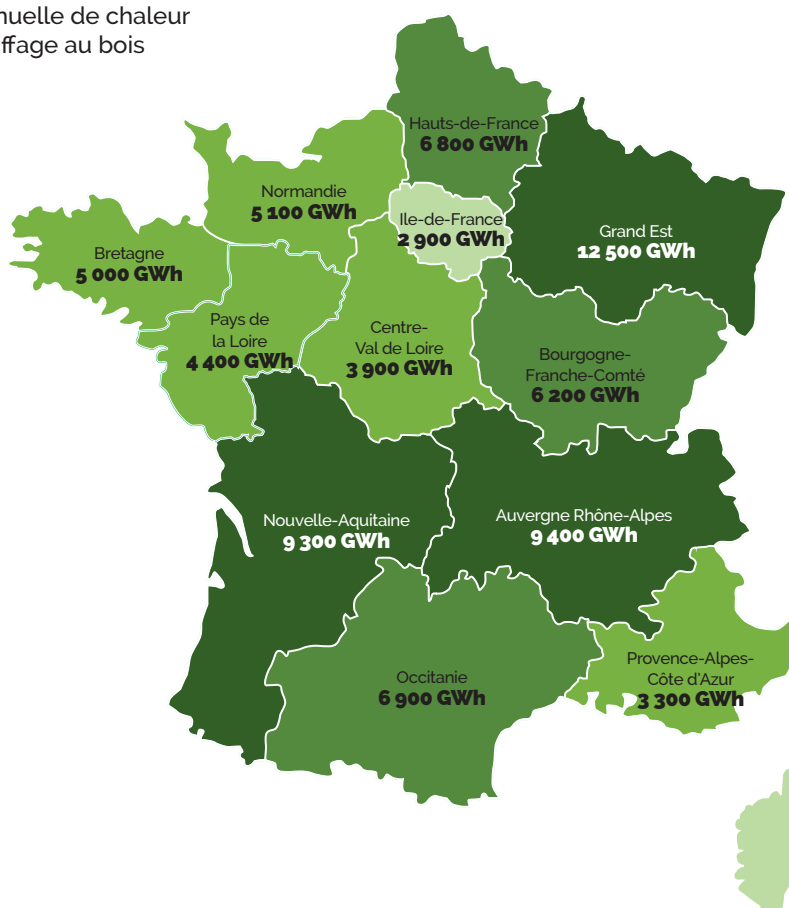 nuelle de chaleur
ffage au bois
Hauts-de-France
6 800 GWh
Normandie
5 100 GWh
Ile-de-France
2 900 GWh
Grand Est
12 500 GWh
Bretagne
5 000 GWh
Pays de
la Loire
4 400 GWh
Centre-
Val de Loire
3 900 GWh
Bourgogne-
Franche-Comté
6 200 GWh
Nouvelle-Aquitaine
9 300 GWh
Auvergne Rhône-Alpes
9 400 GWh
Occitanie
6 900 GWh
Provence-Alpes-
Côte d'Azur
3 300 GWh